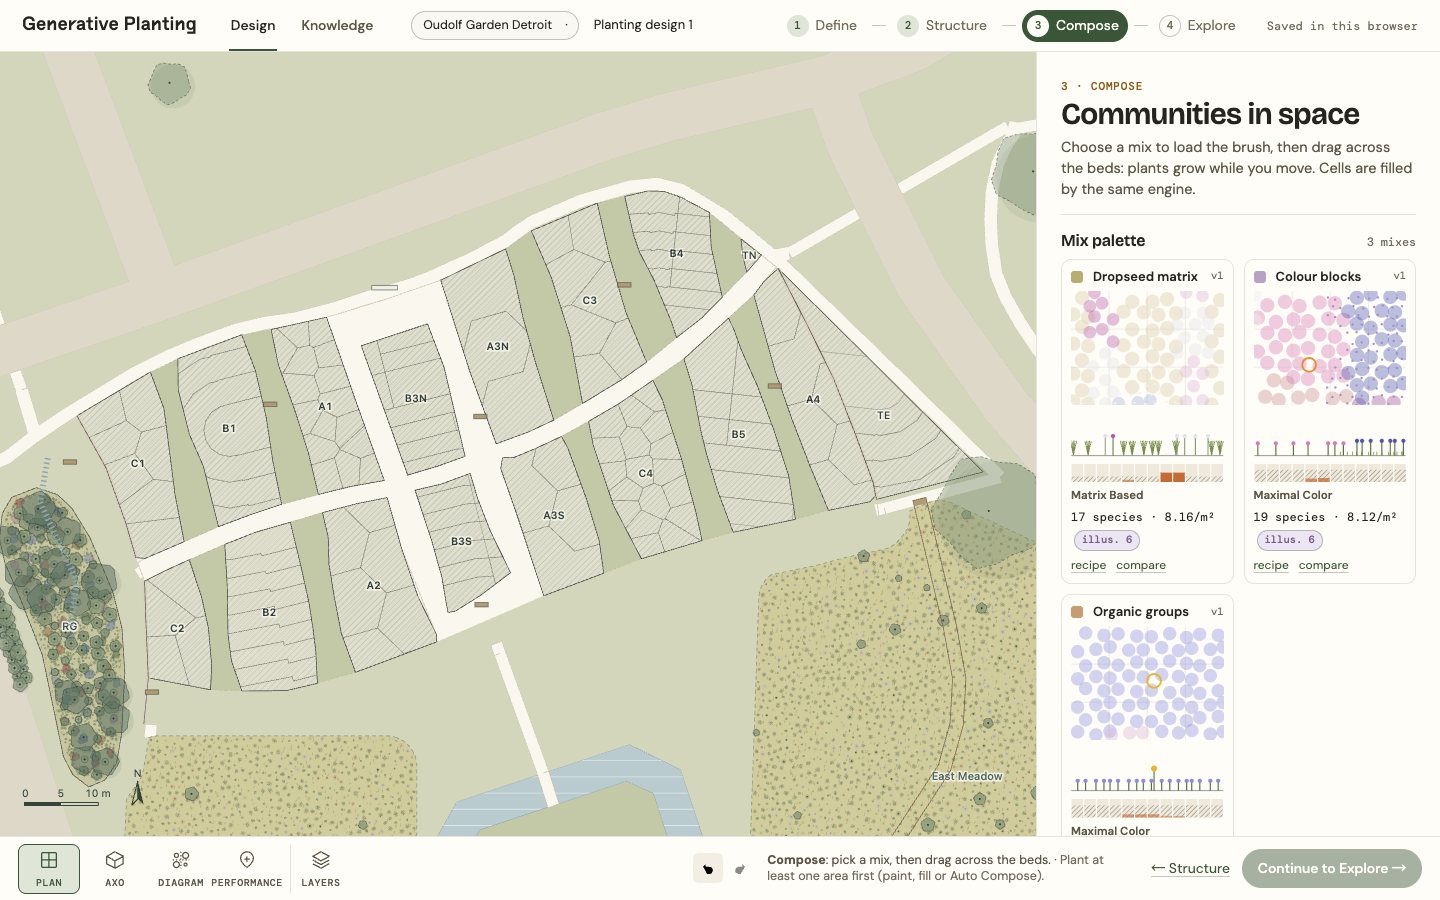 Generative Planting
Design
Knowledge
Oudolf Garden Detroit ·
Planting design 1
1 Define
2 Structure
3 Compose
4 Explore
Saved in this browser
3 · COMPOSE
Communities in space
Choose a mix to load the brush, then drag across
the beds: plants grow while you move. Cells are filled
by the same engine.
Mix palette
3 mixes
Dropseed matrix v1
Matrix Based
17 species · 8.16/m²
illus. 6
recipe compare
Colour blocks v1
Maximal Color
19 species · 8.12/m²
illus. 6
recipe compare
Organic groups v1
Maximal Color
B4
TN
C3
A3N
B3N
A1
B1
C1
A4
TE
B5
C4
A3S
B3S
A2
B2
C2
RG
East Meadow
N
0 5 10 m
PLAN
AXO
DIAGRAM
PERFORMANCE
LAYERS
Compose: pick a mix, then drag across the beds. · Plant at
least one area first (paint, fill or Auto Compose).
← Structure
Continue to Explore →